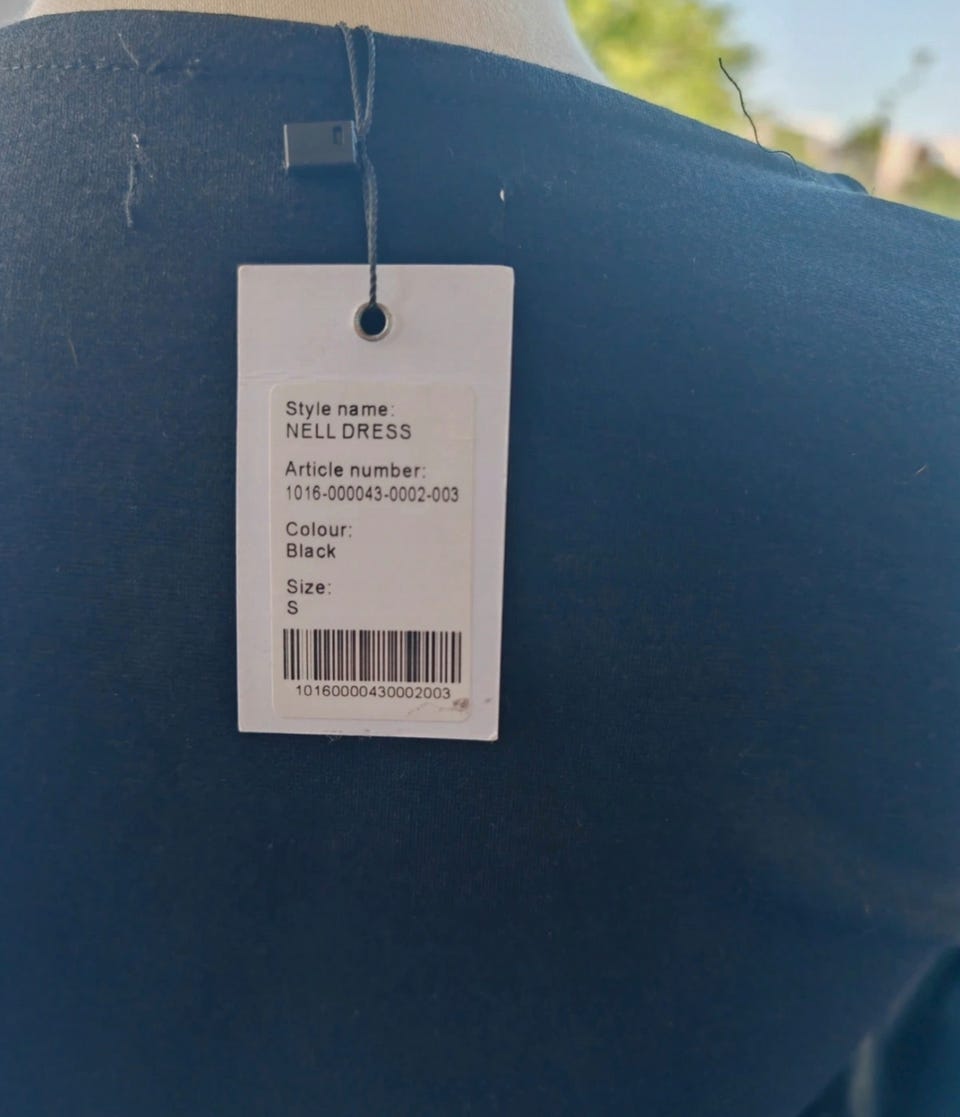 Style name:
NELL DRESS
Article number:
1016-000043-0002-003
Colour:
Black
Size:
S
10160000430002003